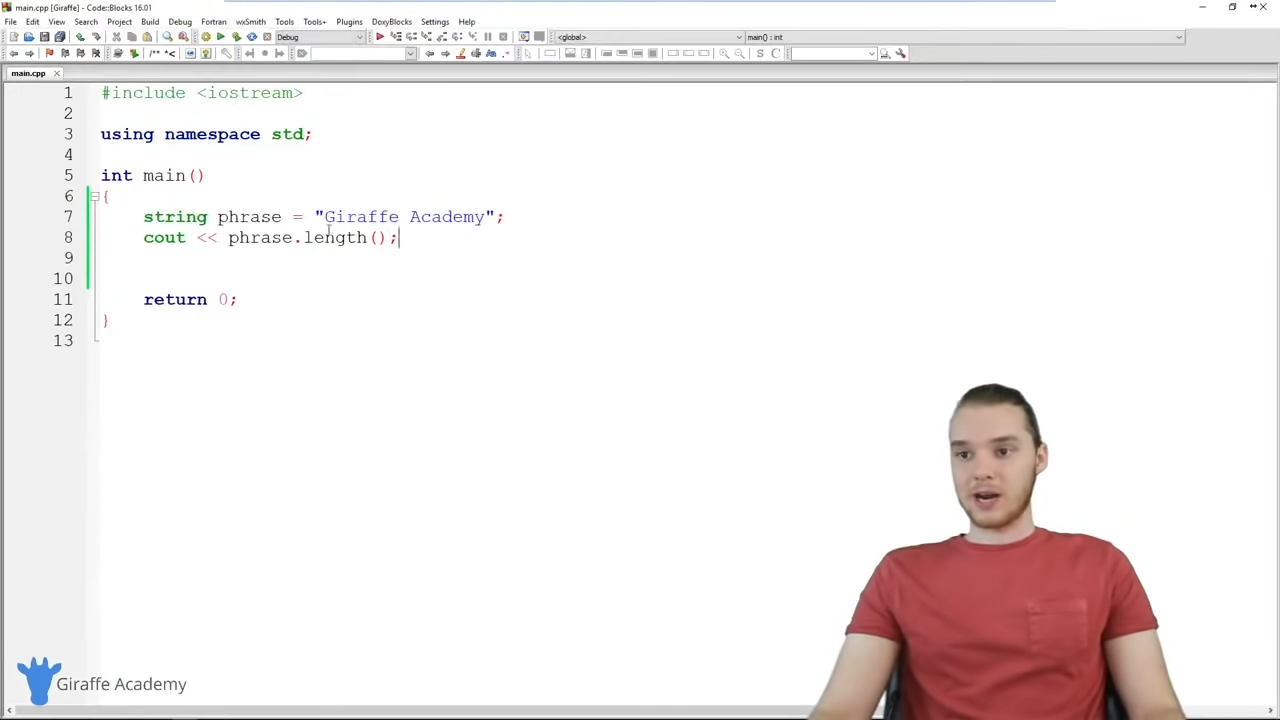 main.cpp [Giraffe] - Code::Blocks 16.01
File Edit View Search Project Build Debug Fortran wxSmith Tools Tools+ Plugins DoxyBlocks Settings Help
Debug <global> main() : int
/** *< S C
main.cpp
1 #include <iostream>
2
3 using namespace std;
4
5 int main()
6 {
7 string phrase = "Giraffe Academy";
8 cout << phrase.length();
9
10
11 return 0;
12 }
13
Giraffe Academy